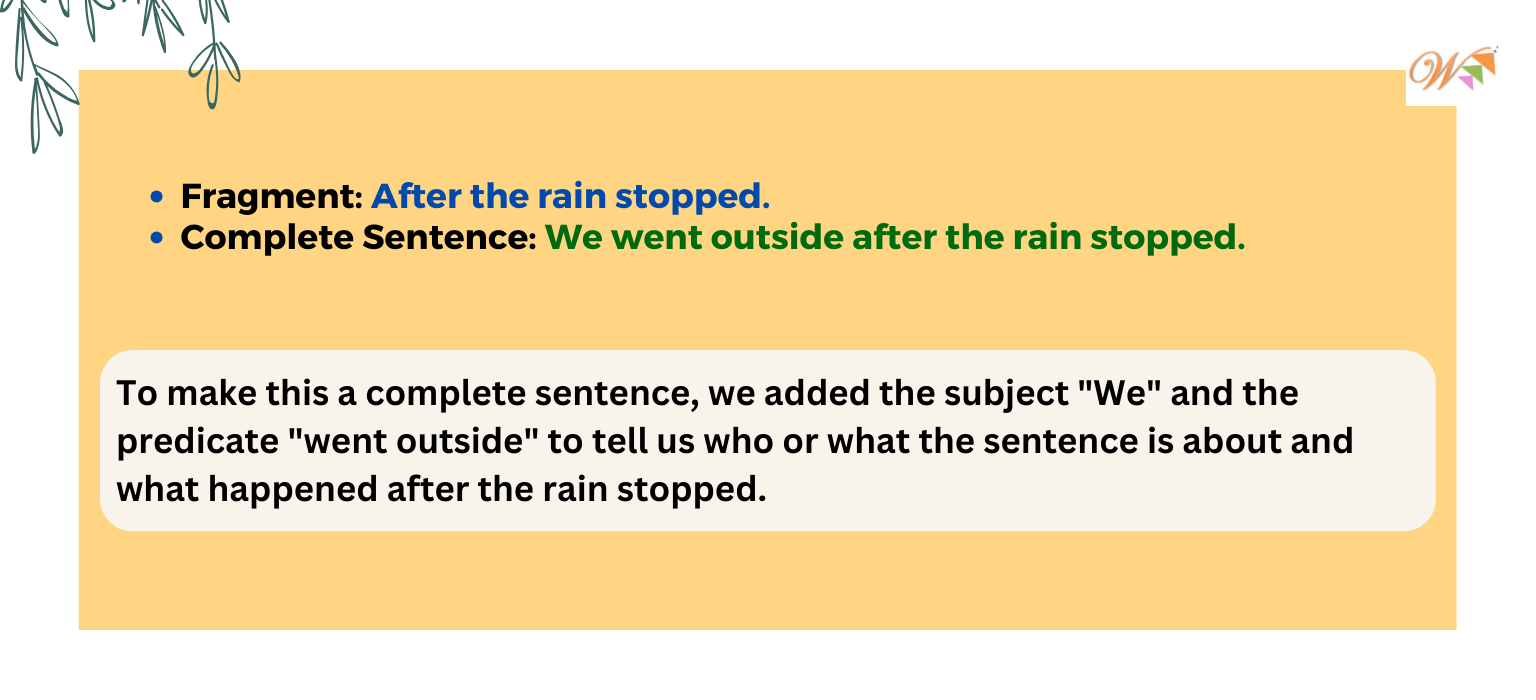 W
• Fragment: After the rain stopped.
• Complete Sentence: We went outside after the rain stopped.
To make this a complete sentence, we added the subject "We" and the
predicate "went outside" to tell us who or what the sentence is about and
what happened after the rain stopped.